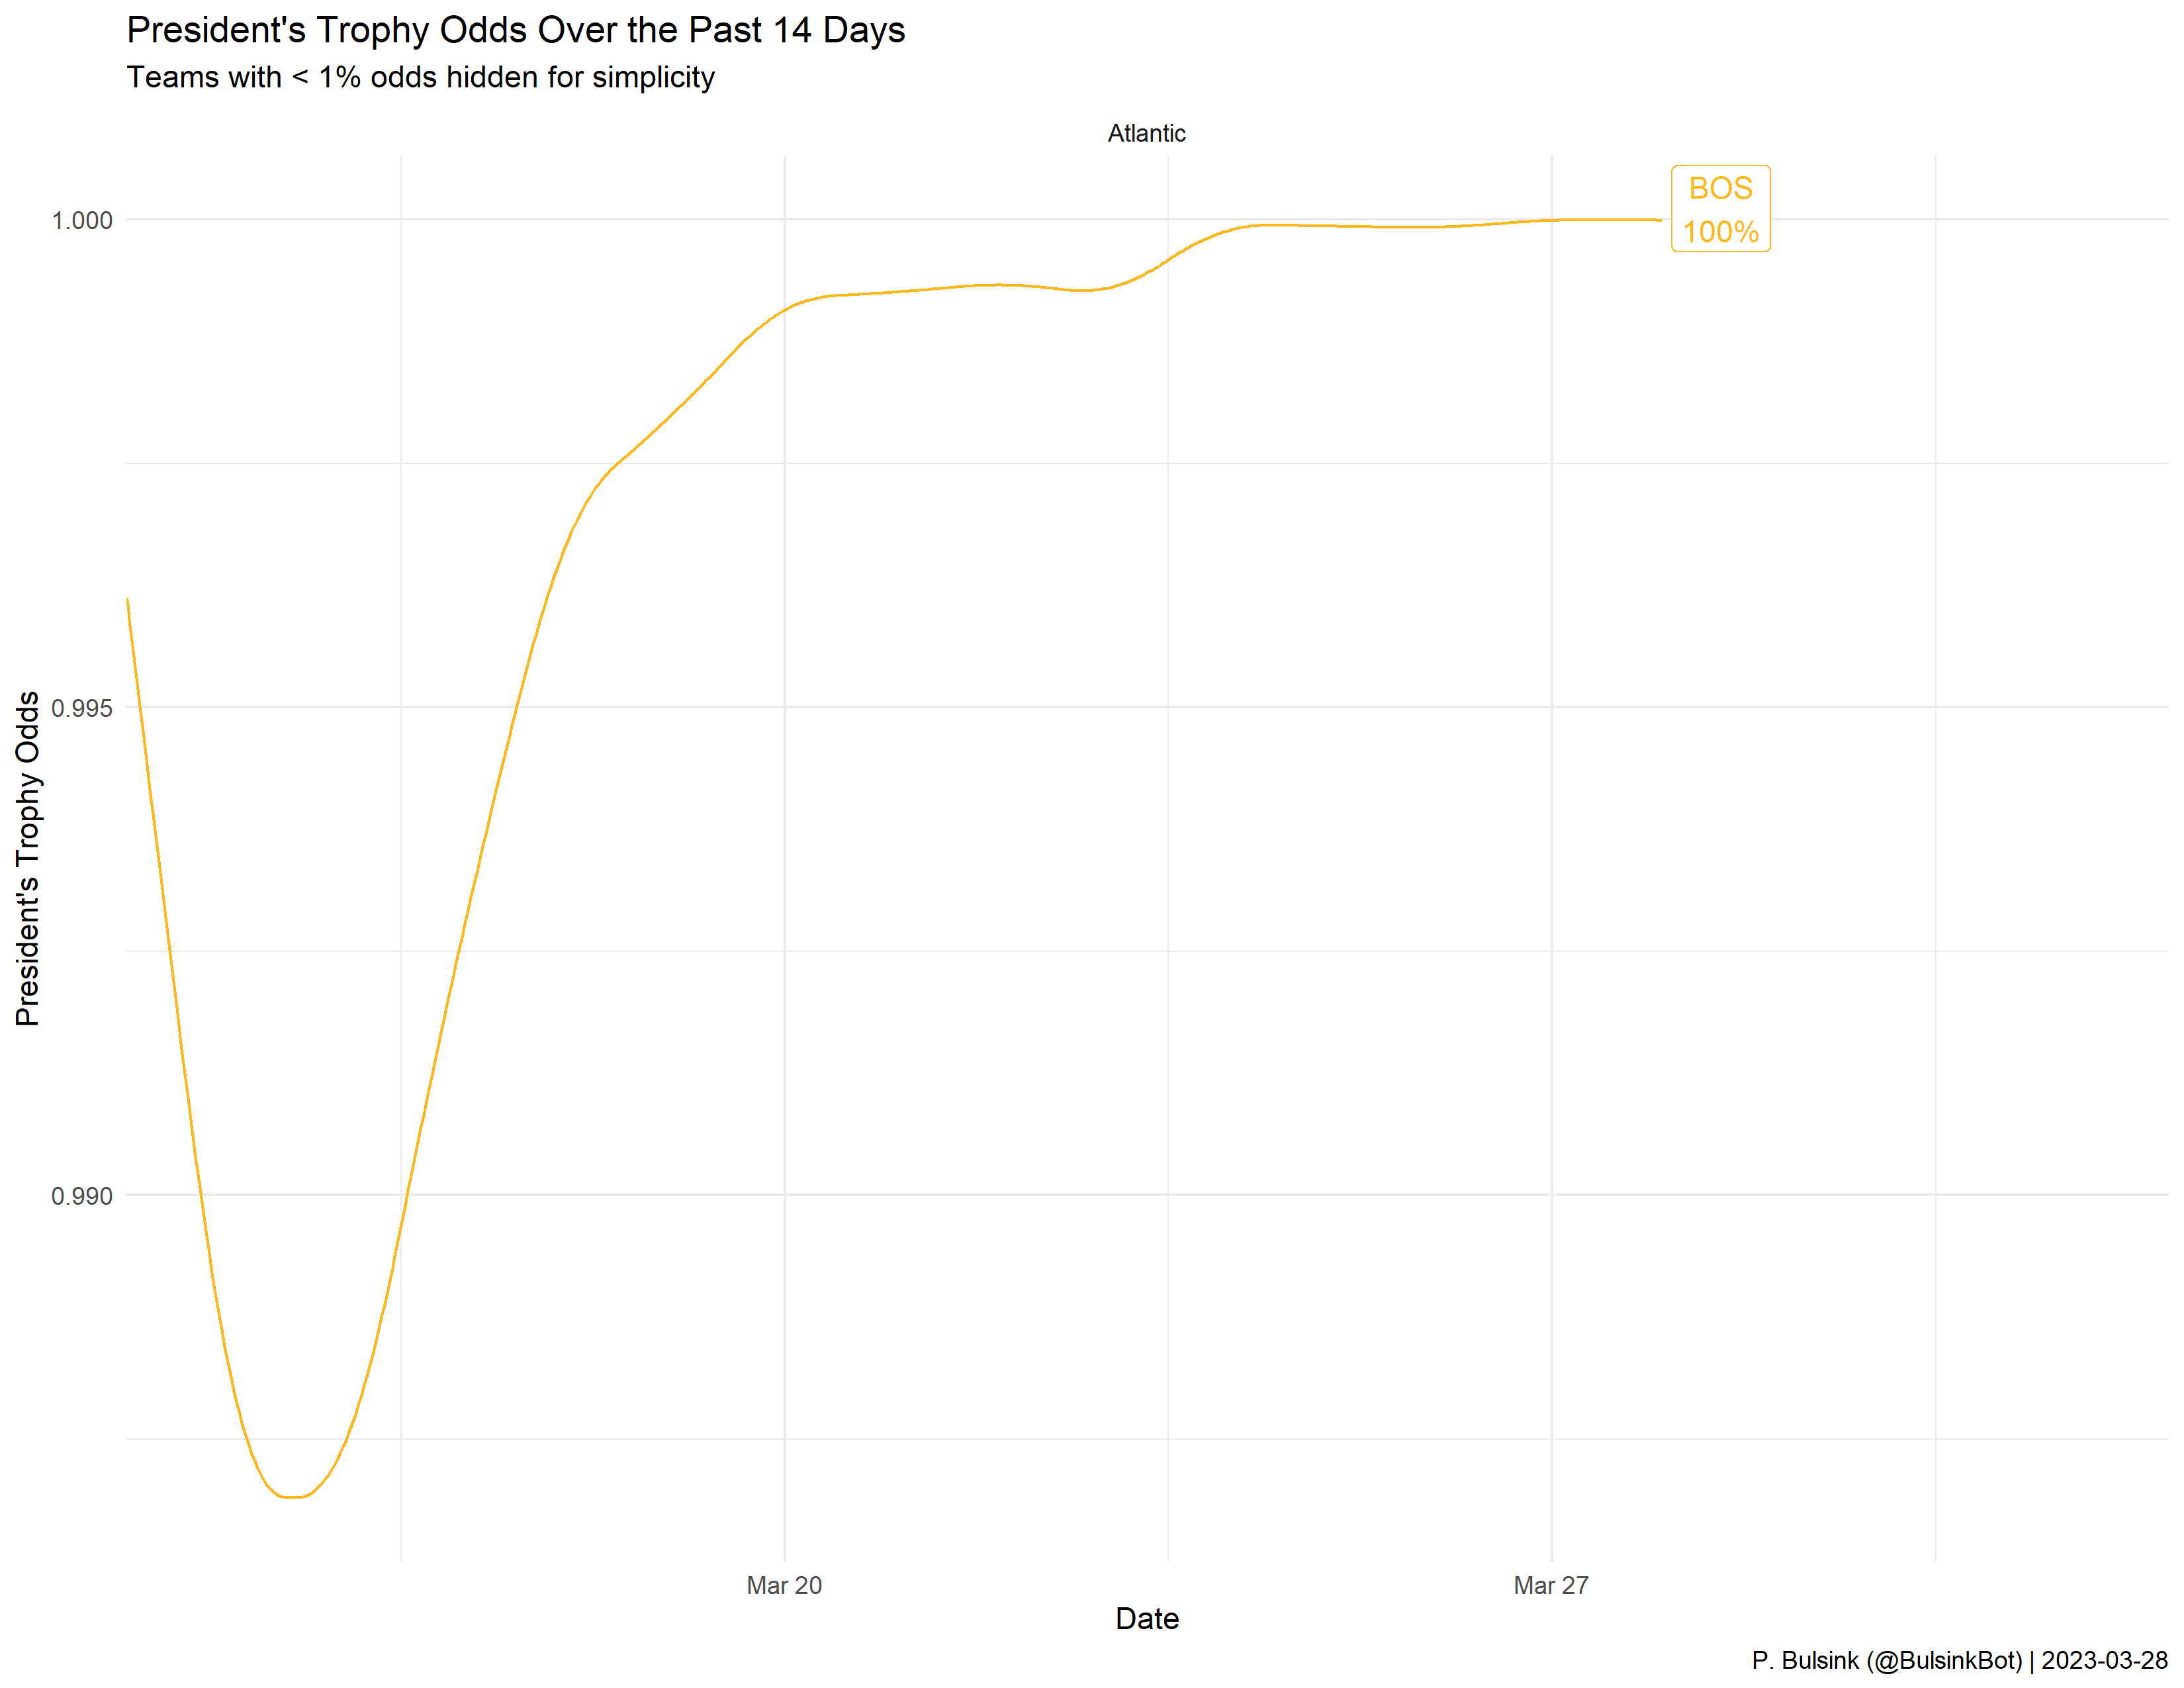 President's Trophy Odds Over the Past 14 Days
Teams with < 1% odds hidden for simplicity
Atlantic
BOS
100%
1.000
0.995
0.990
President's Trophy Odds
Mar 20
Mar 27
Date
P. Bulsink (@BulsinkBot) | 2023-03-28